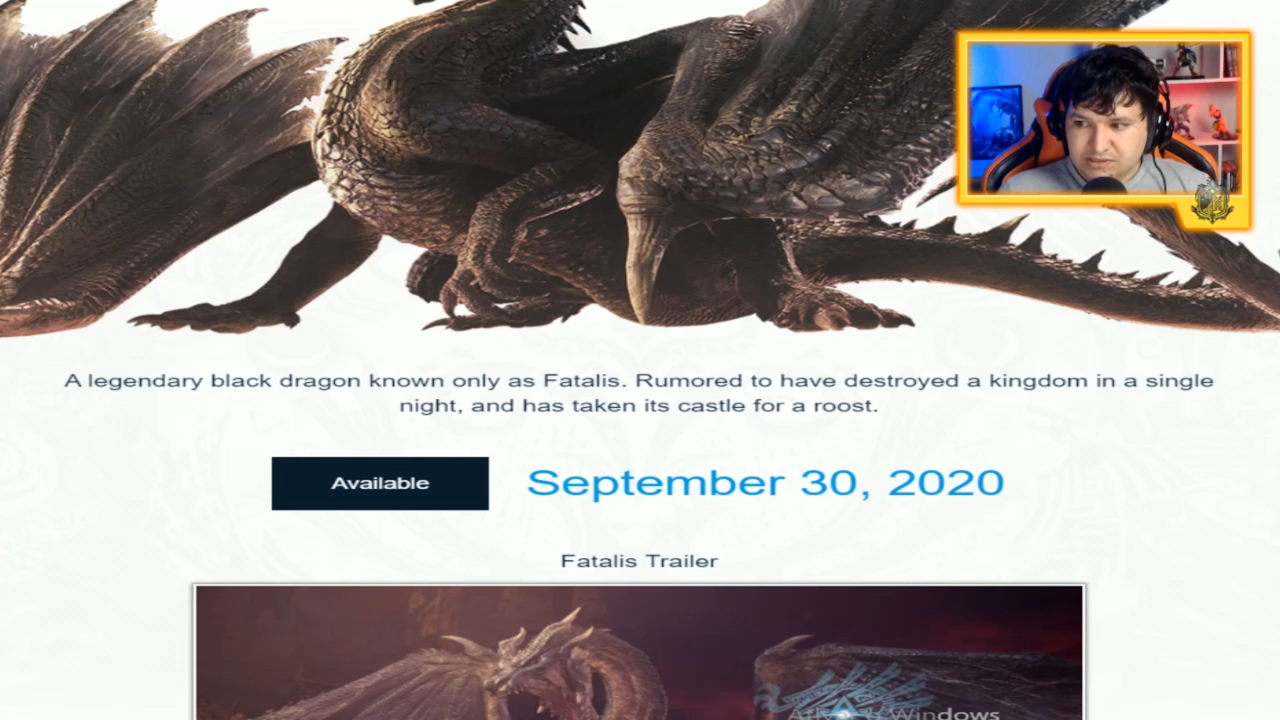 A legendary black dragon known only as Fatalis. Rumored to have destroyed a kingdom in a single
night, and has taken its castle for a roost.
Available
September 30, 2020
Fatalis Trailer
Windows